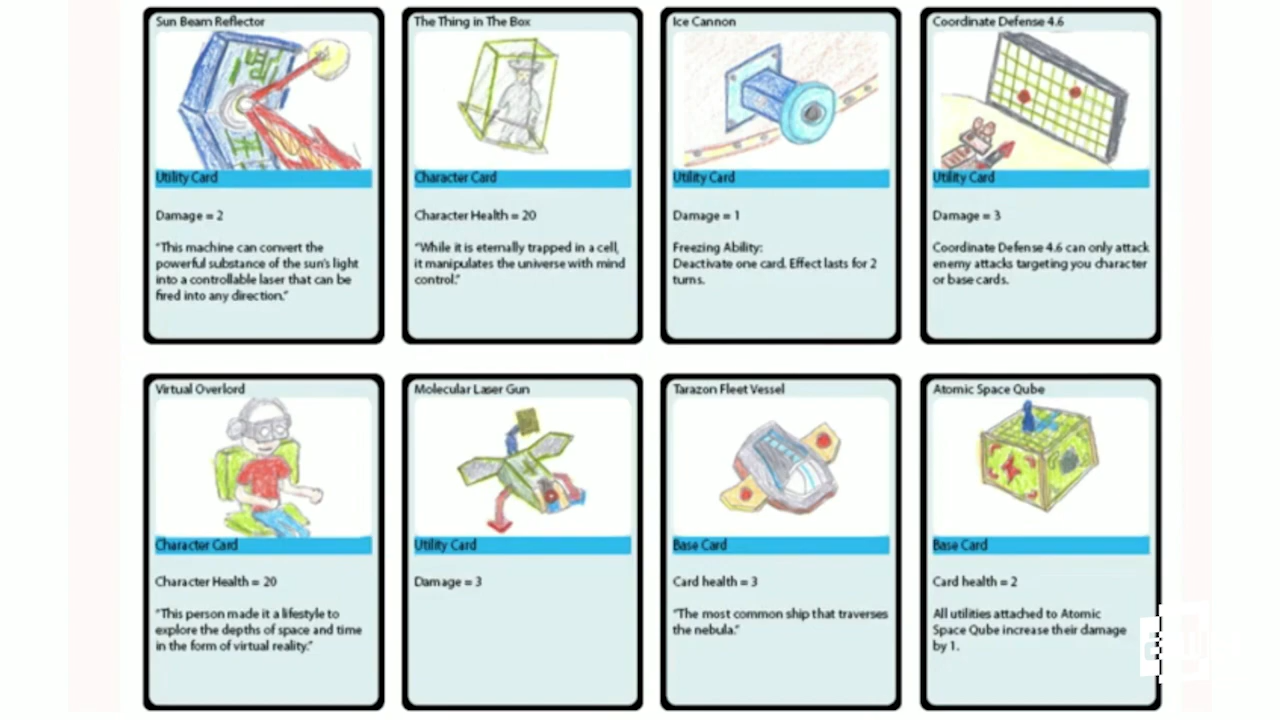 Sun Beam Reflector
Utility Card
Damage = 2
"This machine can convert the
powerful substance of the sun's light
into a controllable laser that can be
fired into any direction."
The Thing in The Box
Character Card
Character Health = 20
"While it is eternally trapped in a cell,
it manipulates the universe with mind
control."
Ice Cannon
Utility Card
Damage = 1
Freezing Ability:
Deactivate one card. Effect lasts for 2
turns.
Coordinate Defense 4.6
Utility Card
Damage = 3
Coordinate Defense 4.6 can only attack
enemy attacks targeting you character
or base cards.
Virtual Overlord
Character Card
Character Health = 20
"This person made it a lifestyle to
explore the depths of space and time
in the form of virtual reality."
Molecular Laser Gun
Utility Card
Damage = 3
Tarazon Fleet Vessel
Base Card
Card health = 3
"The most common ship that traverses
the nebula."
Atomic Space Qube
Base Card
Card health = 2
All utilities attached to Atomic
Space Qube increase their damage
by 1.